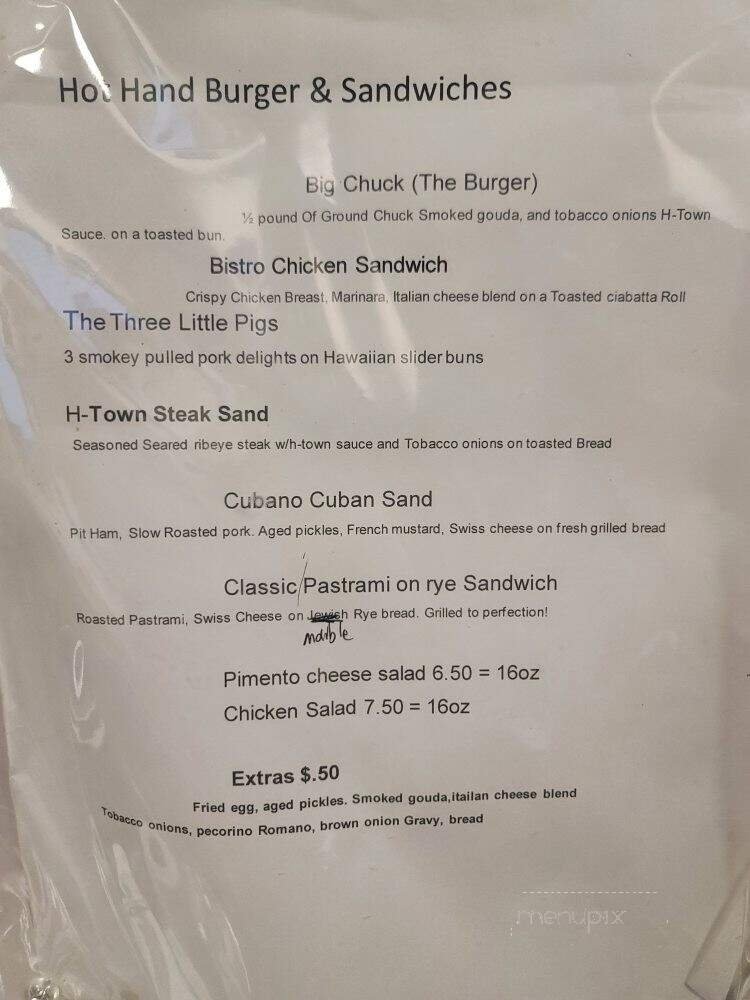 Hot Hand Burger & Sandwiches
Big Chuck (The Burger)
½ pound Of Ground Chuck Smoked gouda, and tobacco onions H-Town
Sauce. on a toasted bun.
Bistro Chicken Sandwich
Crispy Chicken Breast, Marinara, Italian cheese blend on a Toasted ciabatta Roll
The Three Little Pigs
3 smokey pulled pork delights on Hawaiian slider buns
H-Town Steak Sand
Seasoned Seared ribeye steak w/h-town sauce and Tobacco onions on toasted Bread
Cubano Cuban Sand
Pit Ham, Slow Roasted pork. Aged pickles, French mustard, Swiss cheese on fresh grilled bread
Classic/Pastrami on rye Sandwich
Roasted Pastrami, Swiss Cheese on Jewish Rye bread. Grilled to perfection!
marble
Pimento cheese salad 6.50 = 16oz
Chicken Salad 7.50 = 16oz
Extras $.50
Fried egg, aged pickles. Smoked gouda,itailan cheese blend
Tobacco onions, pecorino Romano, brown onion Gravy, bread
menupix